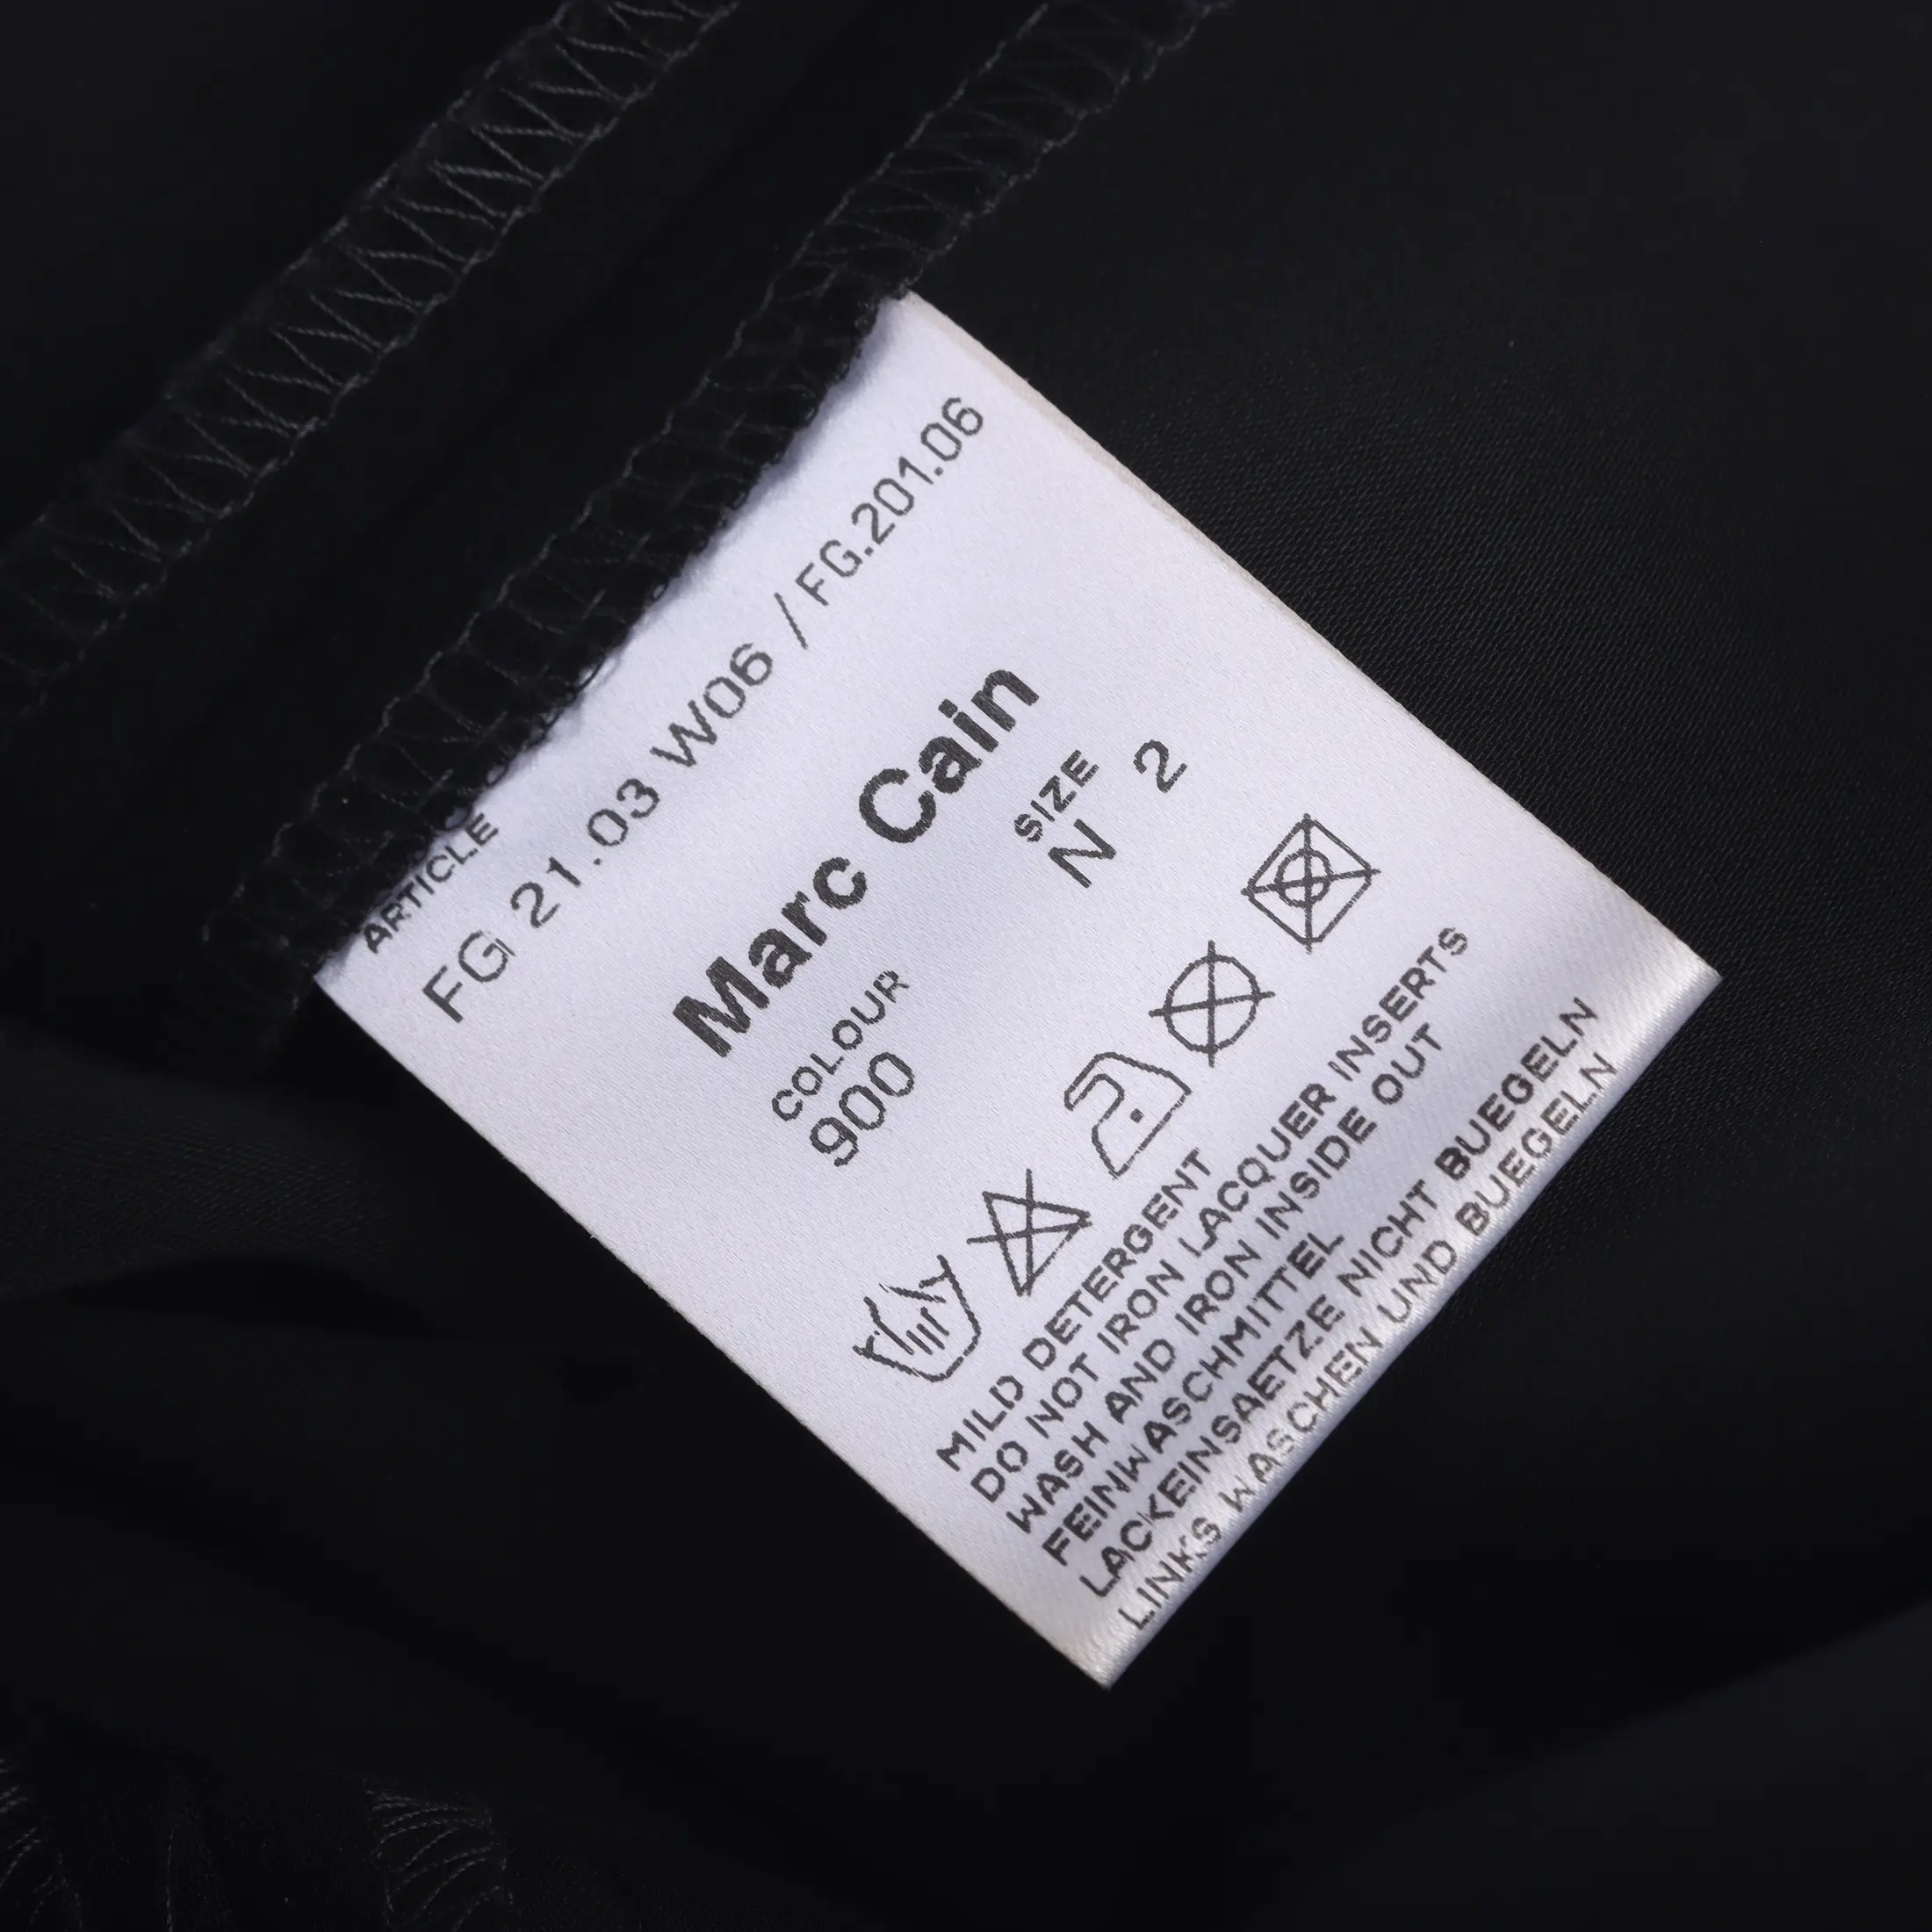 ARTICLE
FG 21.03 W06 / FG.201.06
Marc Cain
COLOUR SIZE
900 N 2
MILD DETERGENT
DO NOT IRON LACQUER INSERTS
WASH AND IRON INSIDE OUT
FEINWASCHMITTEL
LACKEINSAETZE NICHT BUEGELN
LINKS WASCHEN UND BUEGELN